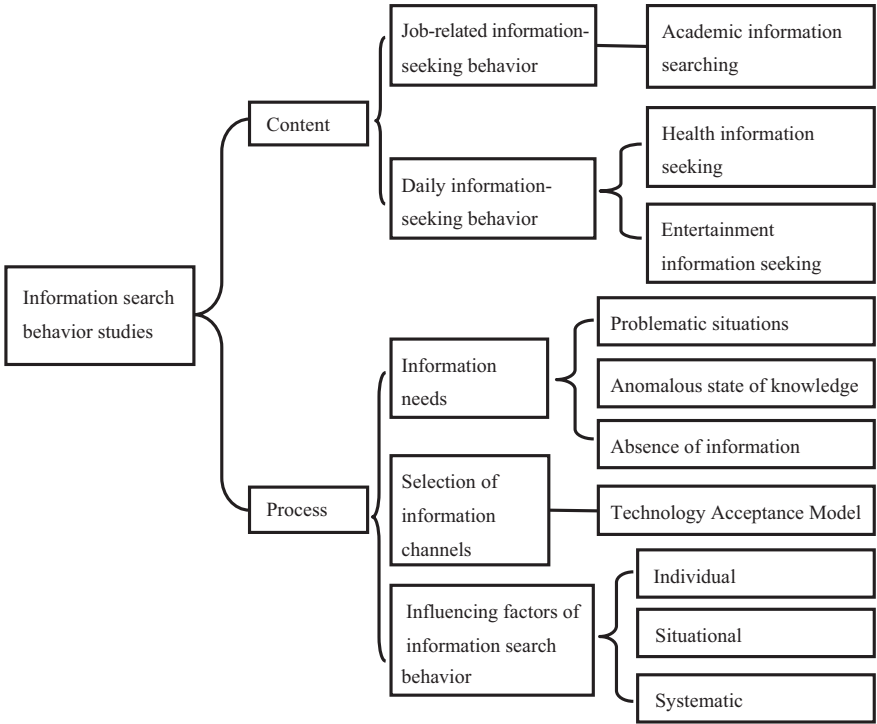 Information search
behavior studies
Content
Job-related information-
seeking behavior
Academic information
searching
Daily information-
seeking behavior
Health information
seeking
Entertainment
information seeking
Process
Information
needs
Problematic situations
Anomalous state of knowledge
Absence of information
Selection of
information
channels
Technology Acceptance Model
Influencing factors of
information search
behavior
Individual
Situational
Systematic